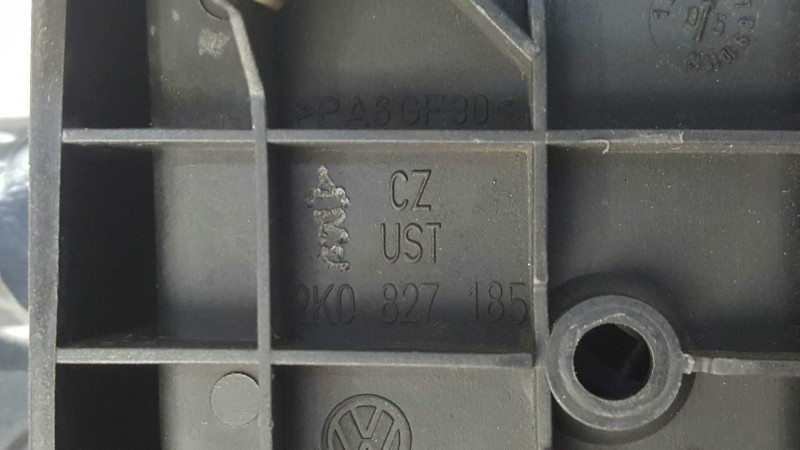 >PA6GF30<
CZ
UST
2K0 827 185